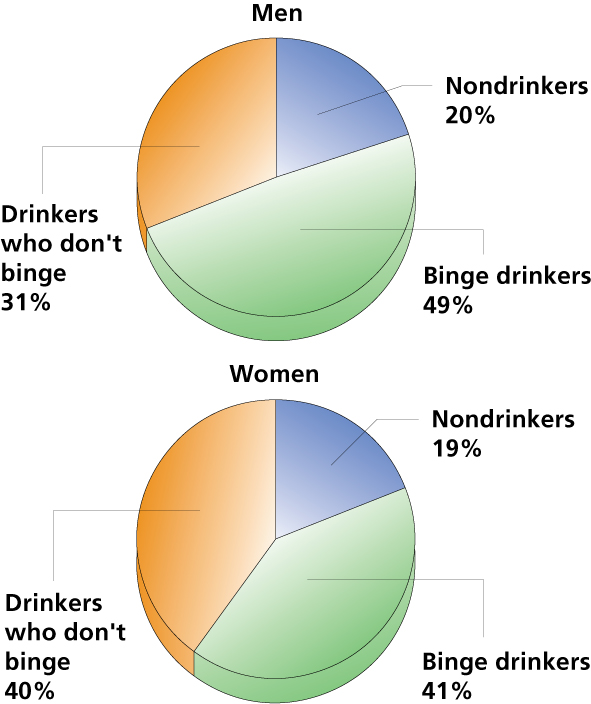 Men
Nondrinkers
20%
Drinkers
who don't
binge
31%
Binge drinkers
49%
Women
Nondrinkers
19%
Drinkers
who don't
binge
40%
Binge drinkers
41%